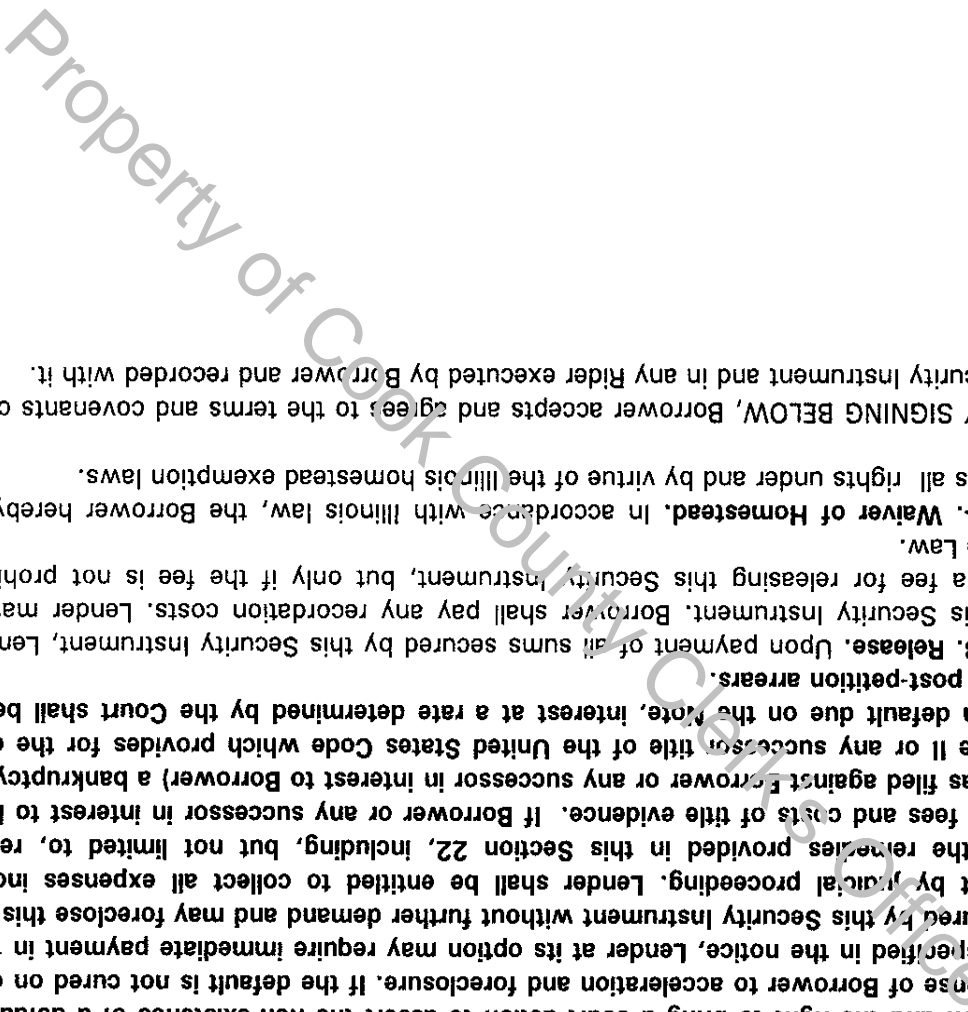 nse of Borrower to acceleration and foreclosure. If the default is not cured on
specified in the notice, Lender at its option may require immediate payment in
ured by this Security Instrument without further demand and may foreclose this
t by judicial proceeding. Lender shall be entitled to collect all expenses inc
the remedies provided in this Section 22, including, but not limited to, re
fees and costs of title evidence. If Borrower or any successor in interest to
as filed against Borrower or any successor in interest to Borrower) a bankruptcy
e II or any successor title of the United States Code which provides for the
n default due on the Note, interest at a rate determined by the Court shall be
post-petition arrears.
. Release. Upon payment of all sums secured by this Security Instrument, Len
is Security Instrument. Borrower shall pay any recordation costs. Lender ma
a fee for releasing this Security Instrument, but only if the fee is not prohi
Law.
. Waiver of Homestead. In accordance with Illinois law, the Borrower hereby
s all rights under and by virtue of the Illinois homestead exemption laws.
Y SIGNING BELOW, Borrower accepts and agrees to the terms and covenants c
curity Instrument and in any Rider executed by Borrower and recorded with it.
Property of Cook County Clerk's Office